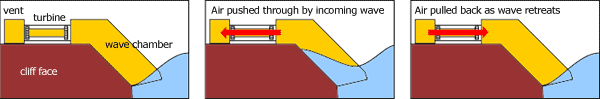 vent
turbine
wave chamber
cliff face
Air pushed through by incoming wave
Air pulled back as wave retreats